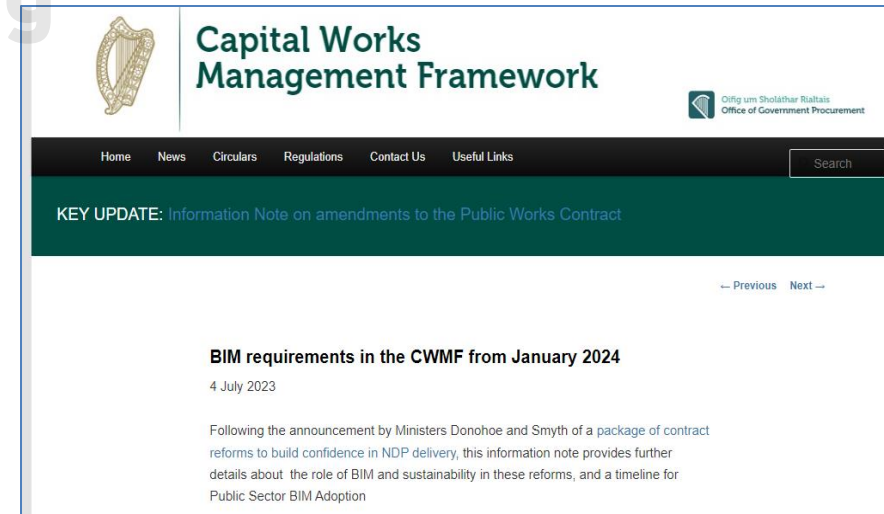 g
Capital Works
Management Framework
Oifig um Sholáthar Rialtais
Office of Government Procurement
Home News Circulars Regulations Contact Us Useful Links
Search
KEY UPDATE: Information Note on amendments to the Public Works Contract
← Previous Next →
BIM requirements in the CWMF from January 2024
4 July 2023
Following the announcement by Ministers Donohoe and Smyth of a package of contract
reforms to build confidence in NDP delivery, this information note provides further
details about the role of BIM and sustainability in these reforms, and a timeline for
Public Sector BIM Adoption